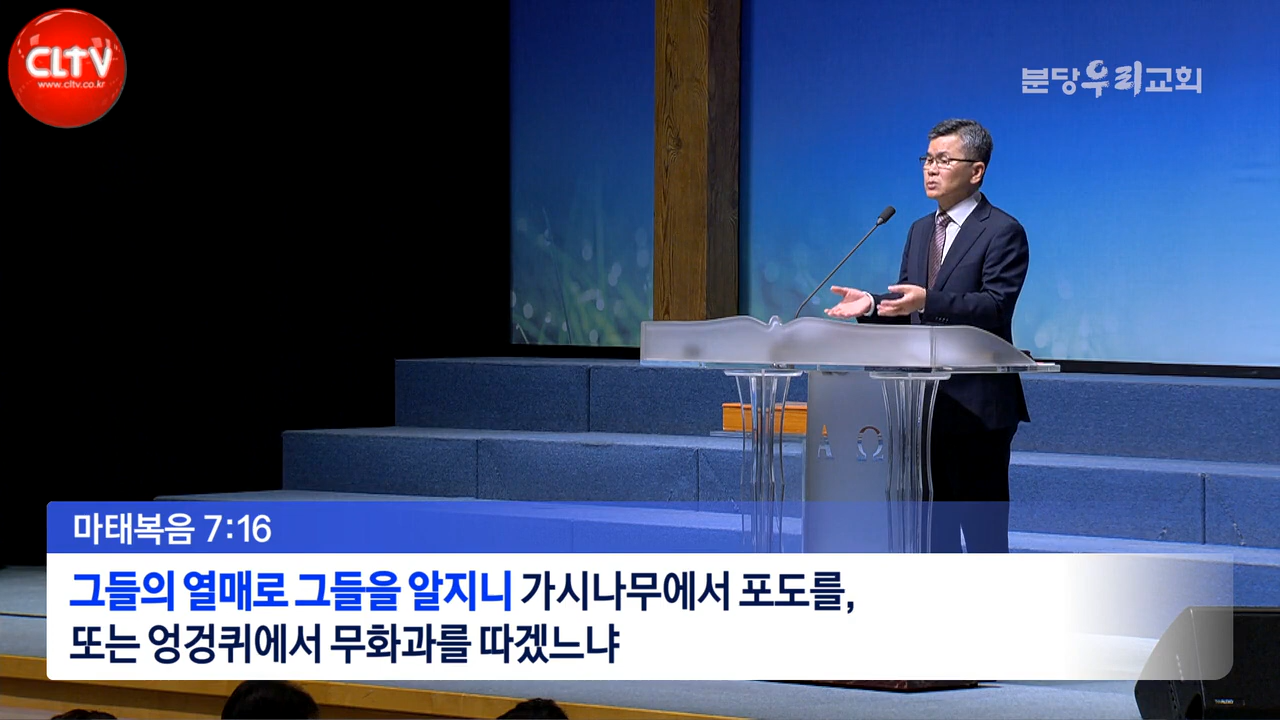 CLTV
www.cltv.co.kr
분당우리교회
Α Ω
마태복음 7:16
그들의 열매로 그들을 알지니 가시나무에서 포도를,
또는 엉겅퀴에서 무화과를 따겠느냐